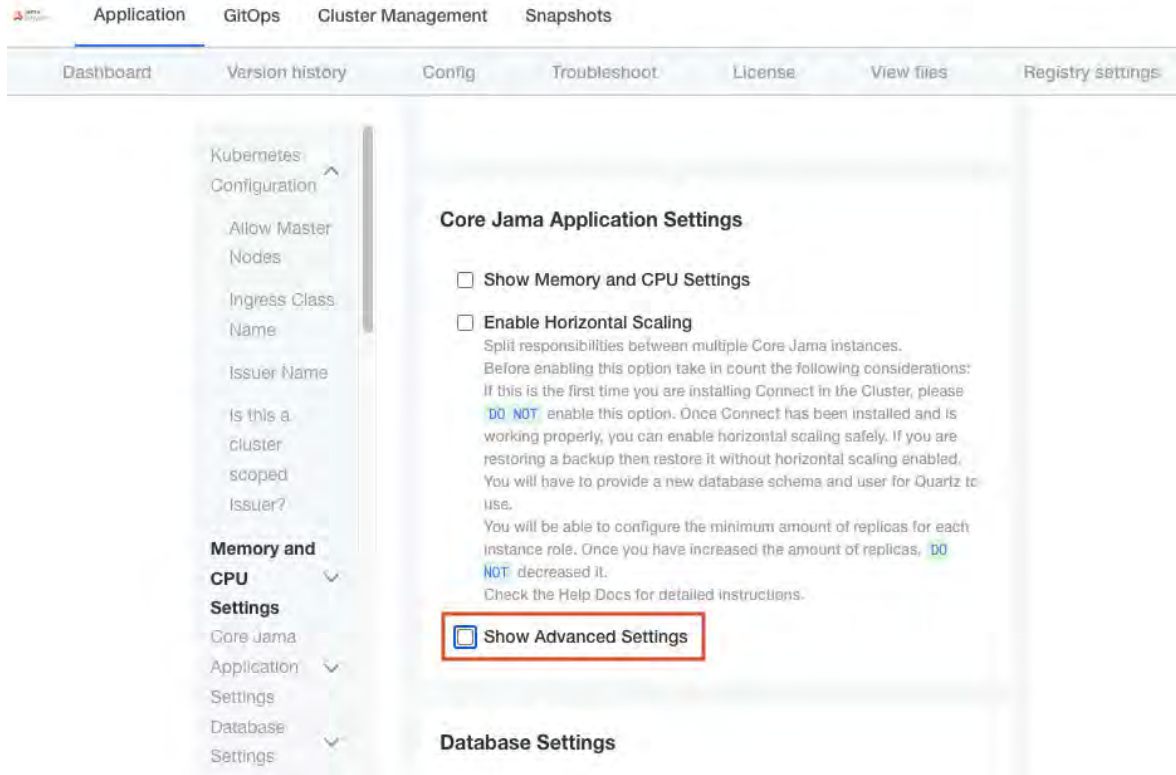 Application GitOps Cluster Management Snapshots
Dashboard Version history Config Troubleshoot License View files Registry settings
Kubernetes
Configuration
Allow Master
Nodes
Ingress Class
Name
Issuer Name
Is this a
cluster
scoped
Issuer?
Memory and
CPU
Settings
Core Jama
Application
Settings
Database
Settings
Core Jama Application Settings
Show Memory and CPU Settings
Enable Horizontal Scaling
Split responsibilities between multiple Core Jama instances.
Before enabling this option take in count the following considerations:
If this is the first time you are installing Connect in the Cluster, please
DO NOT enable this option. Once Connect has been installed and is
working properly, you can enable horizontal scaling safely. If you are
restoring a backup then restore it without horizontal scaling enabled.
You will have to provide a new database schema and user for Quartz to
use.
You will be able to configure the minimum amount of replicas for each
instance role. Once you have increased the amount of replicas, DO
NOT decreased it.
Check the Help Docs for detailed instructions.
Show Advanced Settings
Database Settings